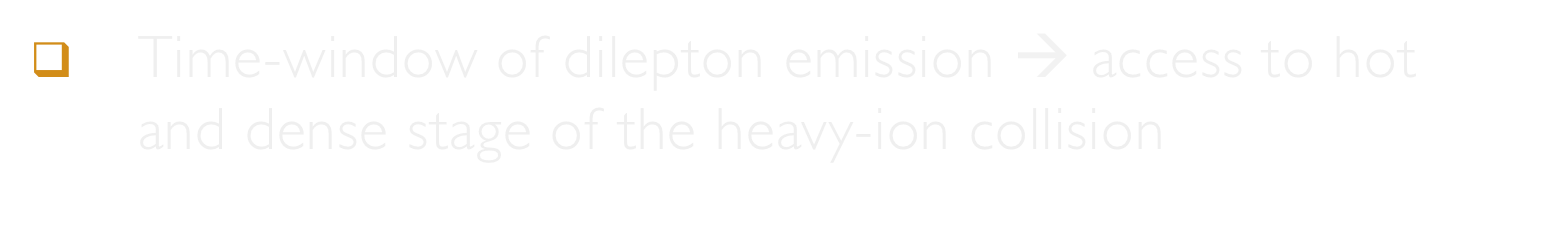 Time-window of dilepton emission → access to hot
and dense stage of the heavy-ion collision